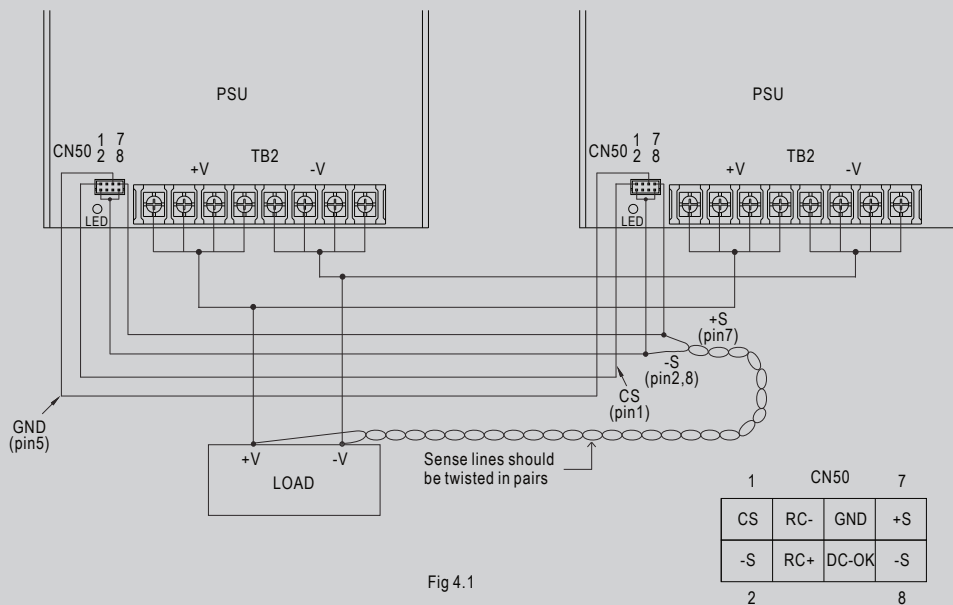 PSU
CN50
1 7
2 8
+V
TB2
-V
LED
PSU
CN50
1 7
2 8
+V
TB2
-V
LED
+S
(pin7)
-S
(pin2,8)
CS
(pin1)
GND
(pin5)
+V
-V
LOAD
Sense lines should
be twisted in pairs
1 CN50 7
CS RC- GND +S
-S RC+ DC-OK -S
2 8
Fig 4.1